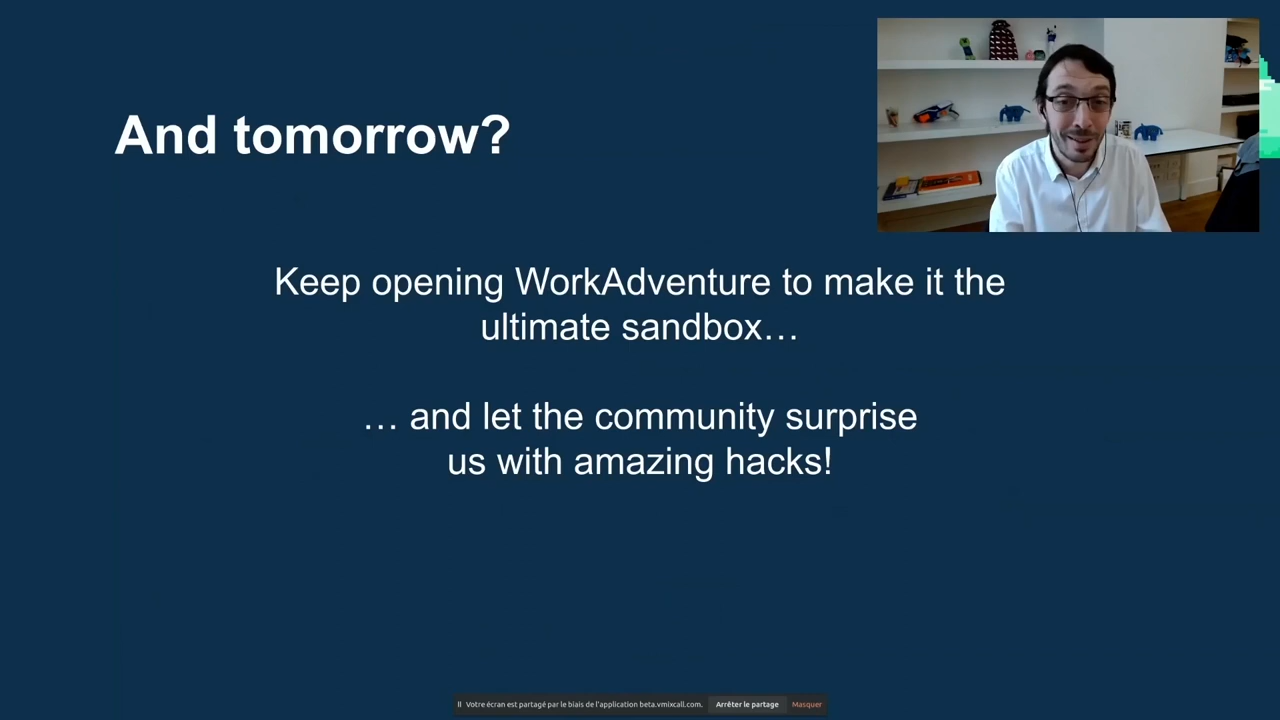 And tomorrow?
Keep opening WorkAdventure to make it the
ultimate sandbox…
… and let the community surprise
us with amazing hacks!
Votre écran est partagé par le biais de l'application beta.vmixcall.com.
Arrêter le partage
Masquer